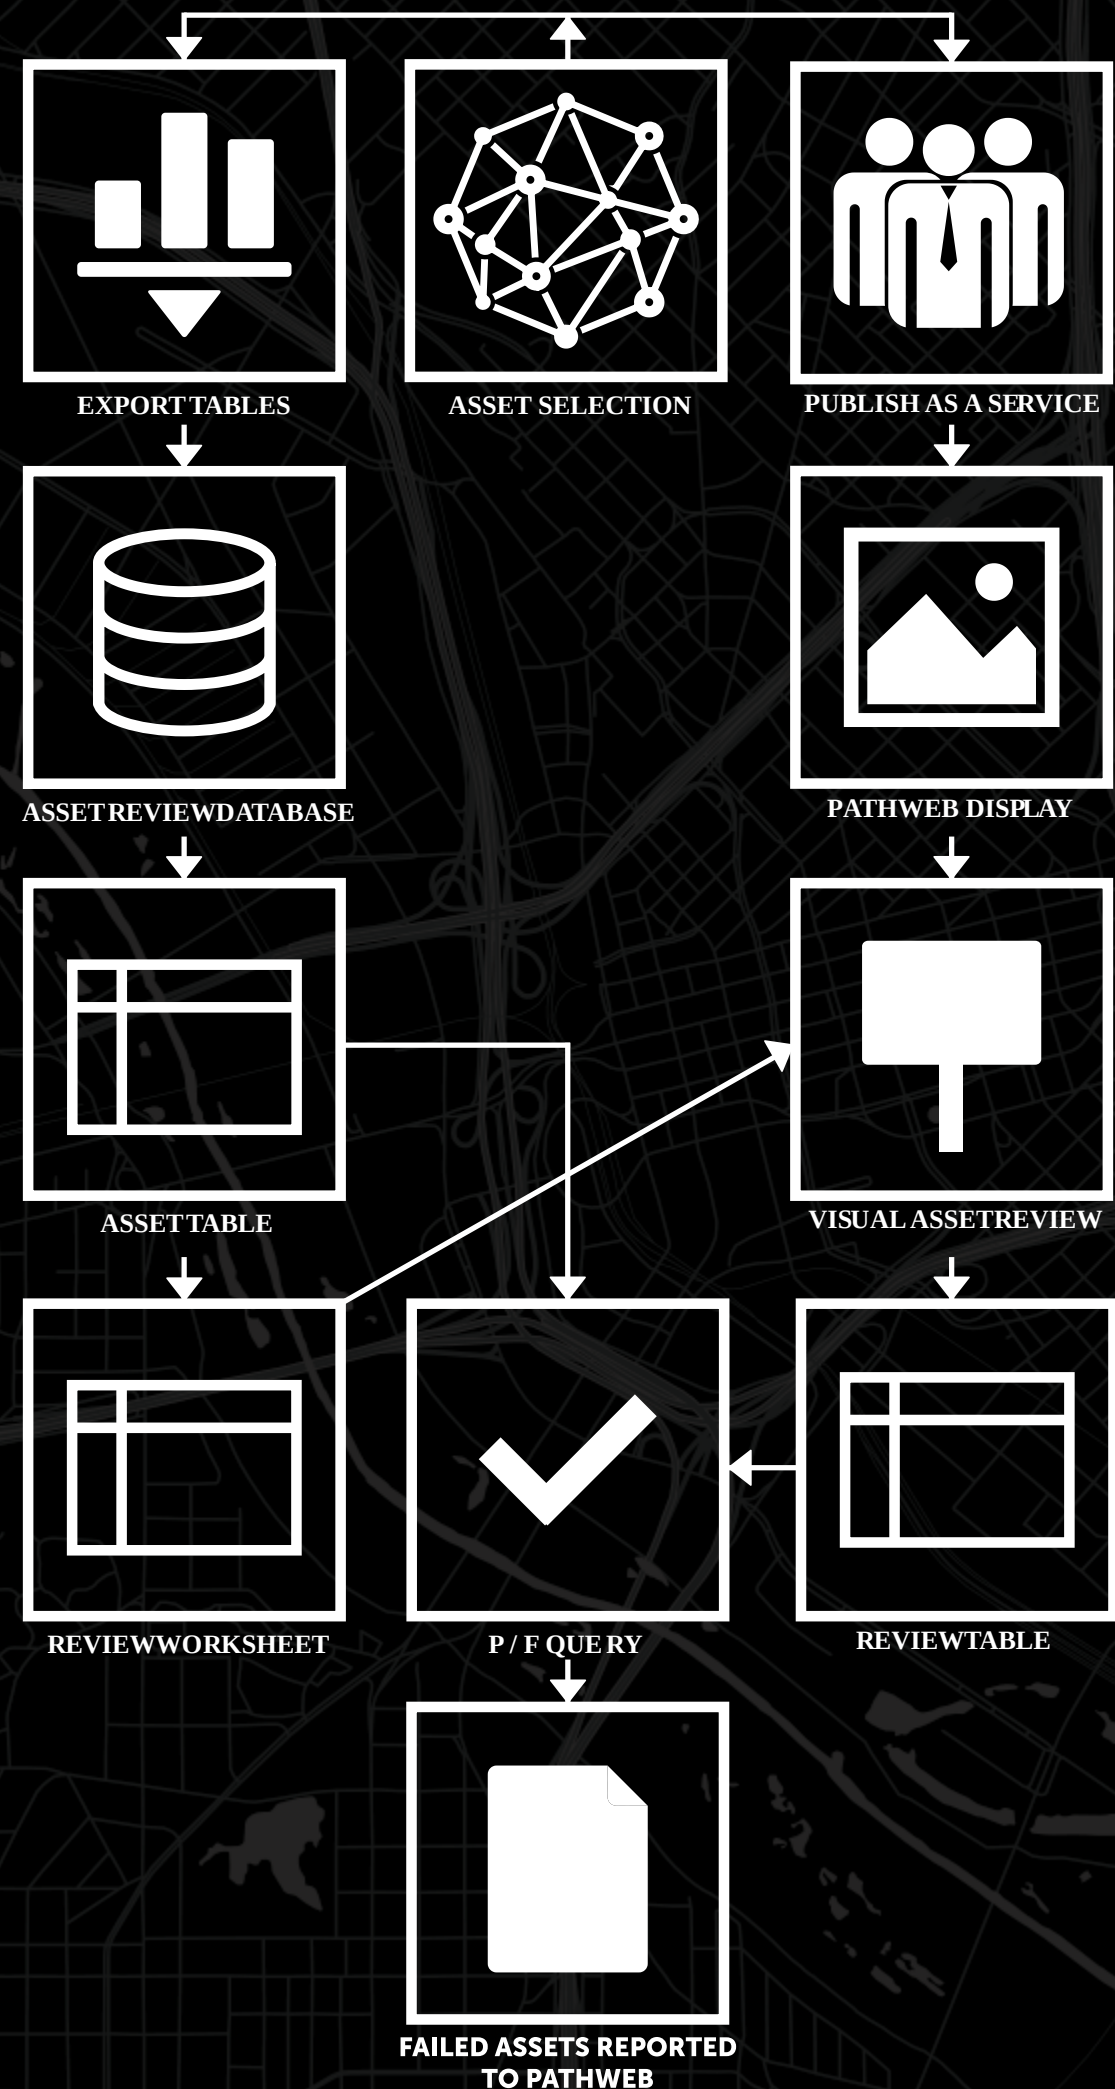 EXPORT TABLES
ASSET SELECTION
PUBLISH AS A SERVICE
ASSET REVIEW DATABASE
PATHWEB DISPLAY
ASSET TABLE
VISUAL ASSET REVIEW
REVIEW WORKSHEET
P / F QUERY
REVIEW TABLE
FAILED ASSETS REPORTED
TO PATHWEB